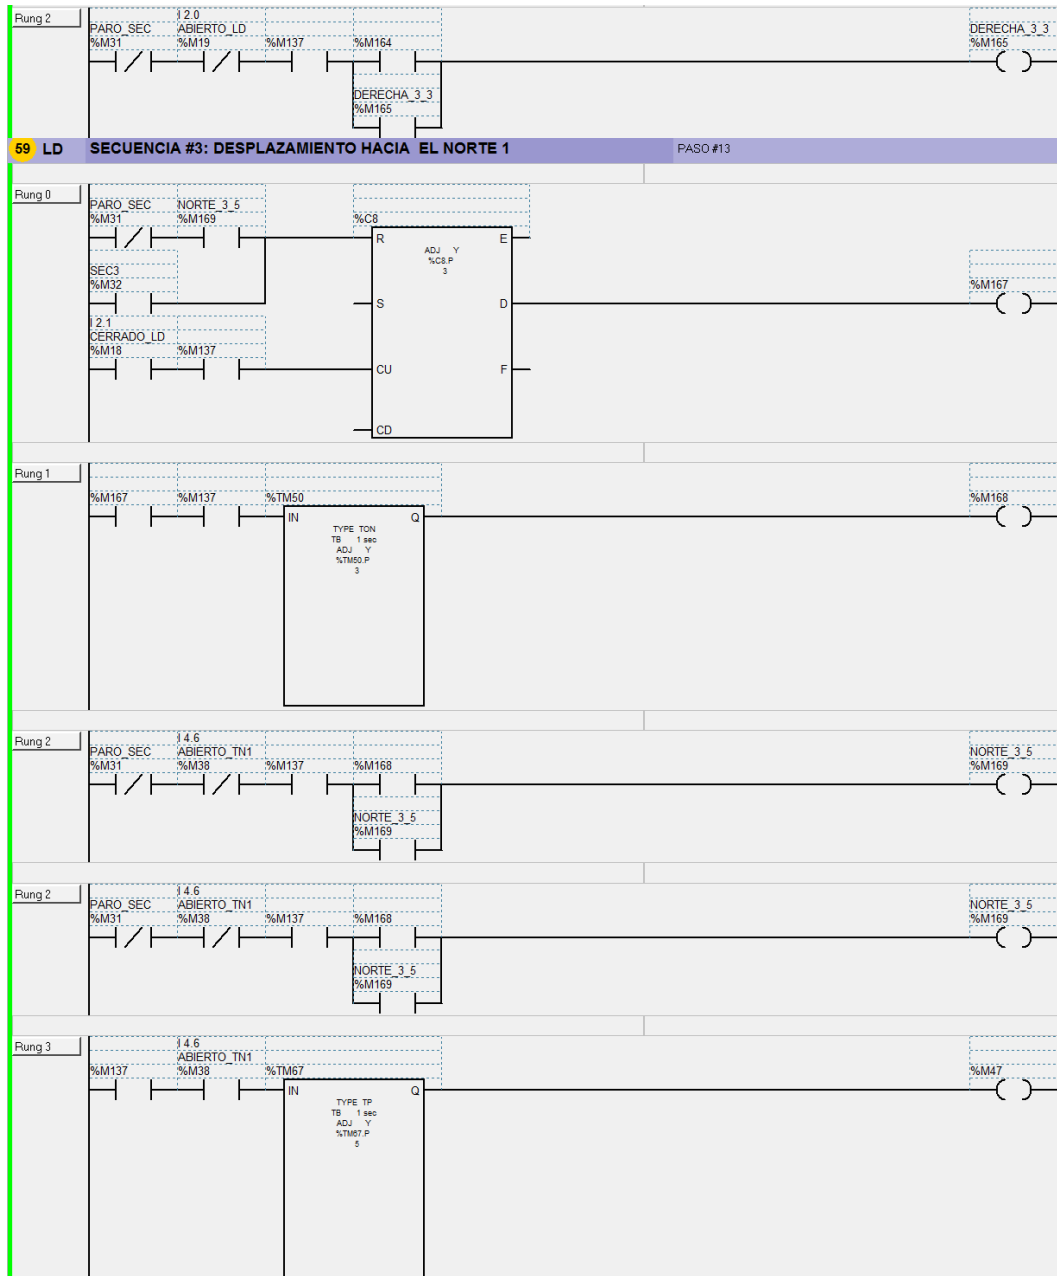 Rung 2
I 2.0
PARO_SEC ABIERTO_LD DERECHA_3_3
%M31 %M19 %M137 %M164 %M165
DERECHA_3_3
%M165
59 LD SECUENCIA #3: DESPLAZAMIENTO HACIA EL NORTE 1 PASO #13
Rung 0
PARO_SEC NORTE_3_5
%M31 %M169 %C8
R E
ADJ Y
%C8.P
3
SEC3
%M32 %M167
S D
I 2.1
CERRADO_LD
%M18 %M137
CU F
CD
Rung 1
%M167 %M137 %TM50 %M168
IN Q
TYPE TON
TB 1 sec
ADJ Y
%TM50.P
3
Rung 2
I 4.6
PARO_SEC ABIERTO_TN1 NORTE_3_5
%M31 %M38 %M137 %M168 %M169
NORTE_3_5
%M169
Rung 2
I 4.6
PARO_SEC ABIERTO_TN1 NORTE_3_5
%M31 %M38 %M137 %M168 %M169
NORTE_3_5
%M169
Rung 3
I 4.6
ABIERTO_TN1
%M137 %M38 %TM67 %M47
IN Q
TYPE TP
TB 1 sec
ADJ Y
%TM67.P
5